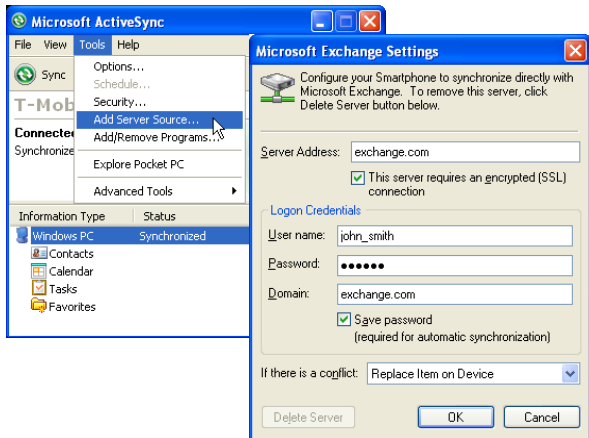 Microsoft ActiveSync
File View Tools Help
Sync
Options...
Schedule...
Security...
Add Server Source...
Add/Remove Programs...
Explore Pocket PC
Advanced Tools
T-Mob
Connected
Synchronize
Information Type Status
Windows PC Synchronized
Contacts
Calendar
Tasks
Favorites
Microsoft Exchange Settings
Configure your Smartphone to synchronize directly with
Microsoft Exchange. To remove this server, click
Delete Server button below.
Server Address: exchange.com
This server requires an encrypted (SSL)
connection
Logon Credentials
User name: john_smith
Password: ●●●●●●
Domain: exchange.com
Save password
(required for automatic synchronization)
If there is a conflict: Replace Item on Device
Delete Server OK Cancel